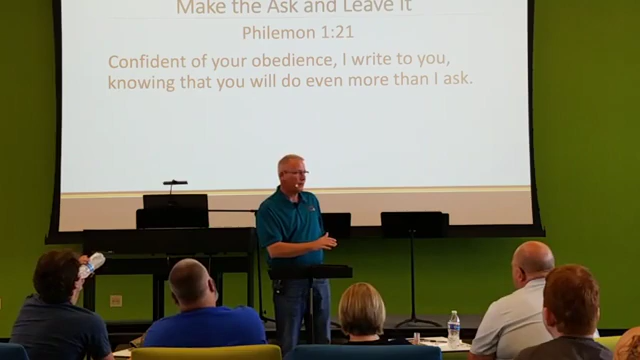 Make the Ask and Leave It
Philemon 1:21
Confident of your obedience, I write to you,
knowing that you will do even more than I ask.